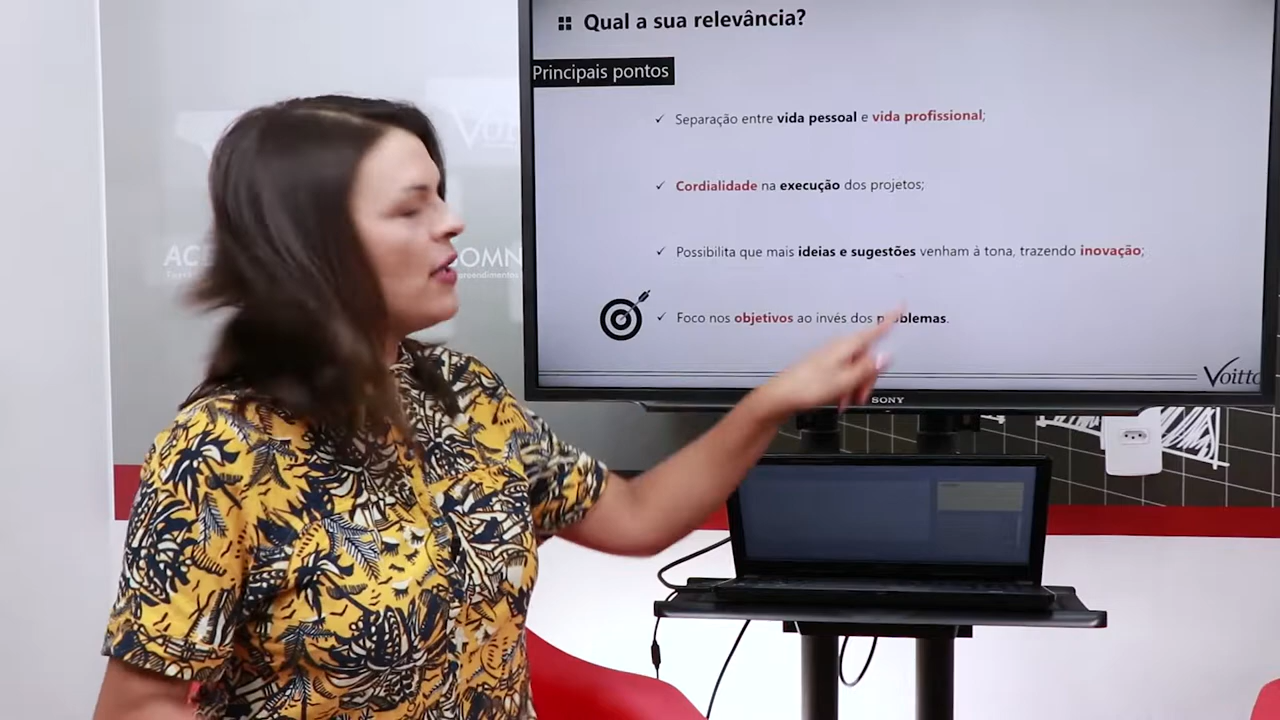 Qual a sua relevância?
Principais pontos
✓ Separação entre vida pessoal e vida profissional;
✓ Cordialidade na execução dos projetos;
✓ Possibilita que mais ideias e sugestões venham à tona, trazendo inovação;
✓ Foco nos objetivos ao invés dos problemas.
Voitto
SONY